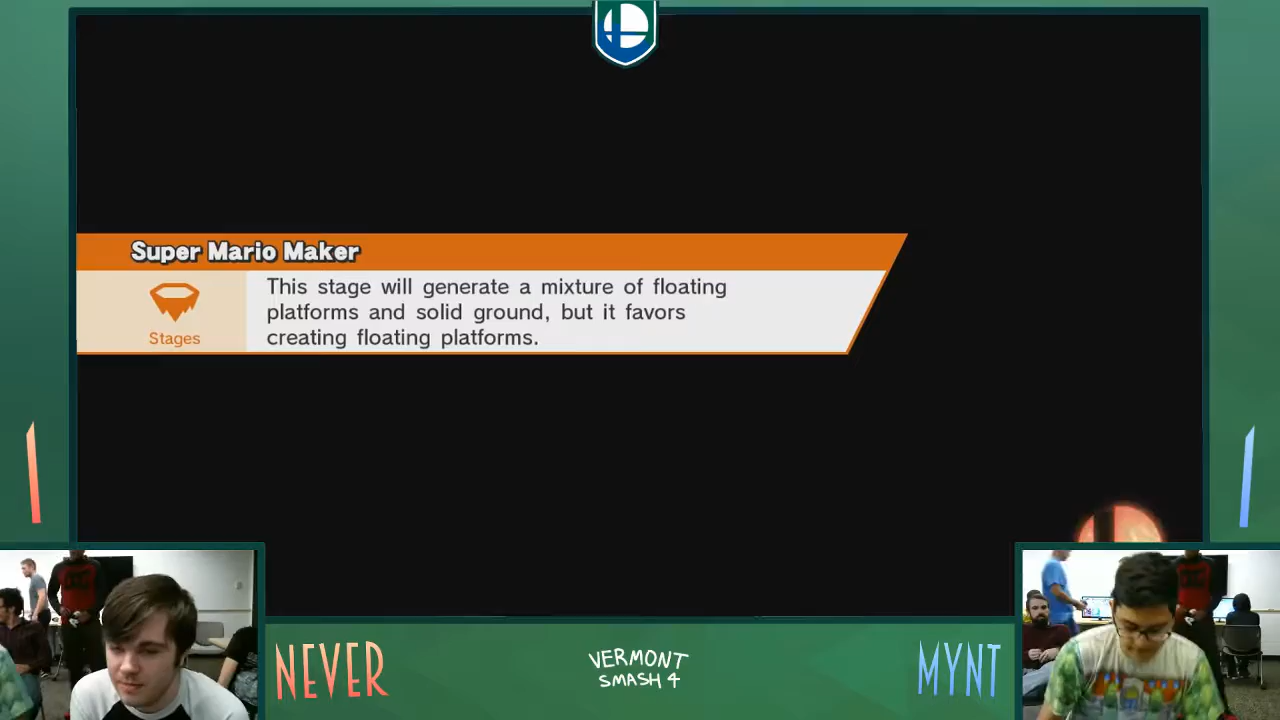 Super Mario Maker
Stages
This stage will generate a mixture of floating
platforms and solid ground, but it favors
creating floating platforms.
NEVER
VERMONT
SMASH 4
MYNT